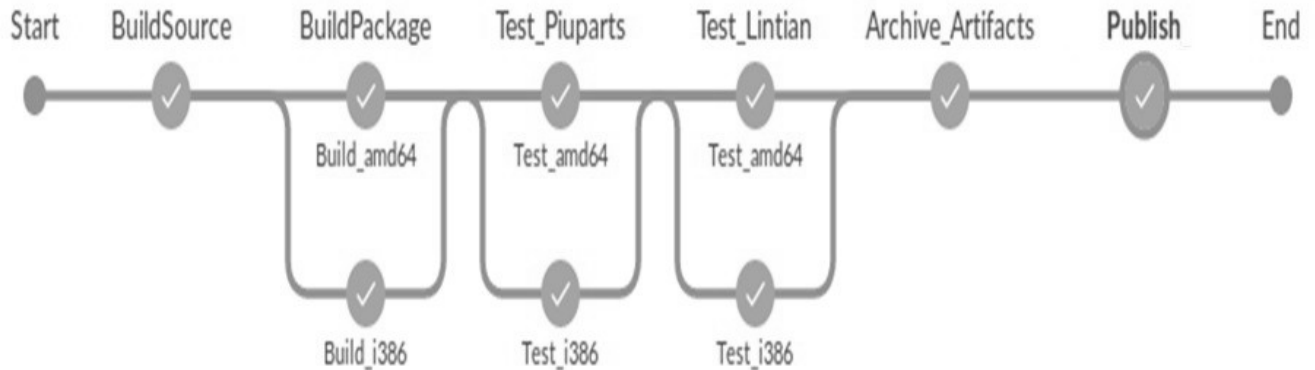 Start BuildSource BuildPackage Test_Piuparts Test_Lintian Archive_Artifacts Publish End
Build_amd64 Test_amd64 Test_amd64
Build_i386 Test_i386 Test_i386